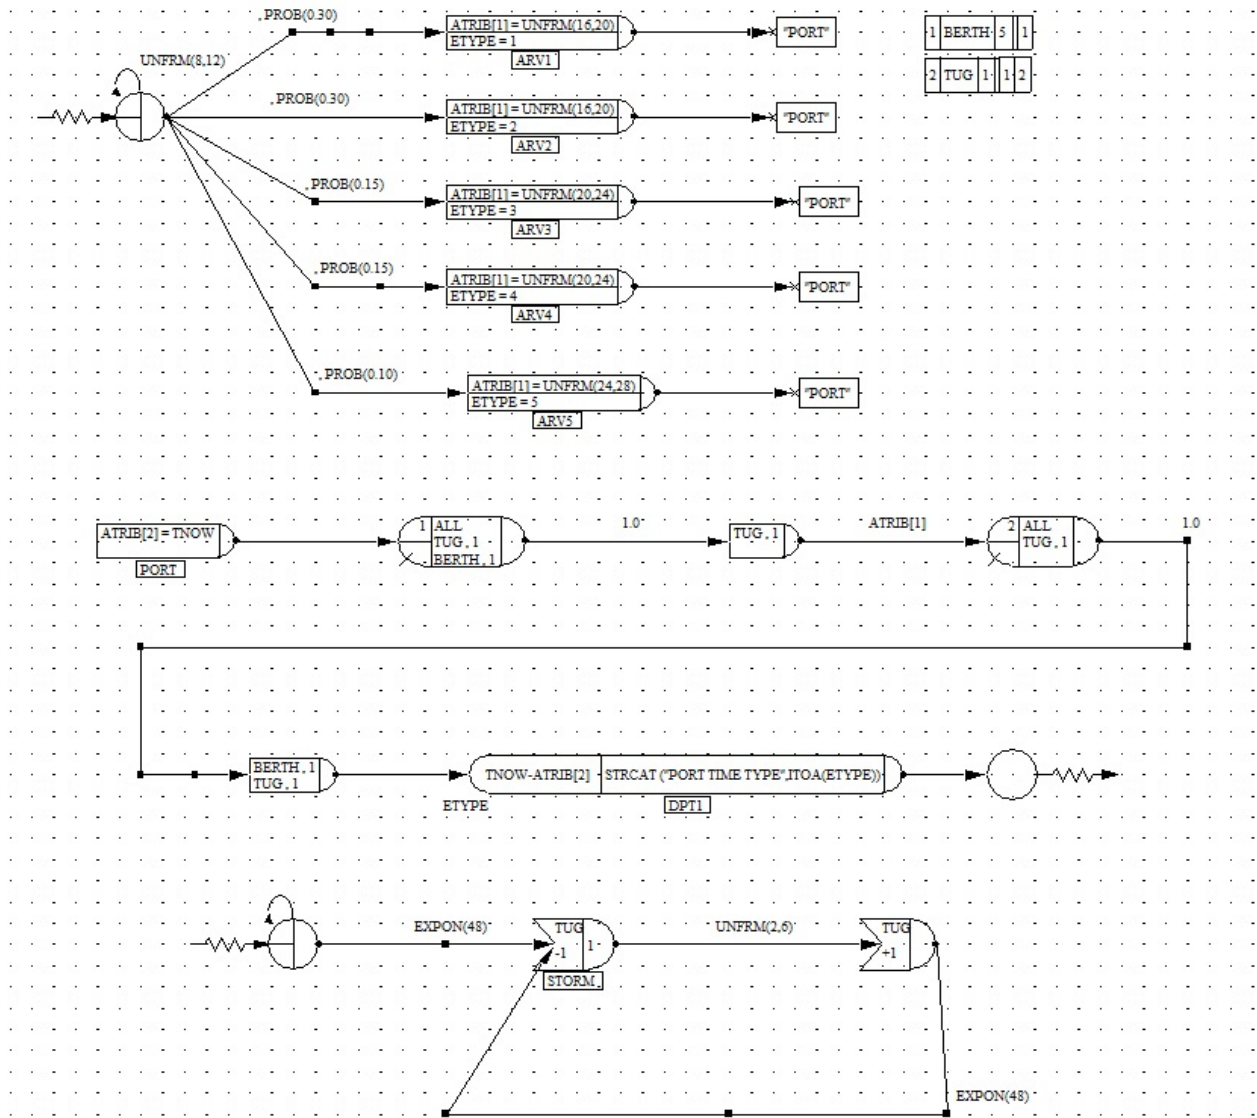 , PROB(0.30)
ATRIB[1] = UNFRM(16,20)
ETYPE = 1
ARV1
"PORT"
1 BERTH 5 1
2 TUG 1 1 2
UNFRM(8,12)
, PROB(0.30)
ATRIB[1] = UNFRM(16,20)
ETYPE = 2
ARV2
"PORT"
, PROB(0.15)
ATRIB[1] = UNFRM(20,24)
ETYPE = 3
ARV3
"PORT"
, PROB(0.15)
ATRIB[1] = UNFRM(20,24)
ETYPE = 4
ARV4
"PORT"
, PROB(0.10)
ATRIB[1] = UNFRM(24,28)
ETYPE = 5
ARV5
"PORT"
ATRIB[2] = TNOW
PORT
1 ALL
TUG, 1
BERTH, 1
1.0
TUG, 1
ATRIB[1]
2 ALL
TUG, 1
1.0
BERTH, 1
TUG, 1
ETYPE
TNOW-ATRIB[2] STRCAT ("PORT TIME TYPE",ITOA(ETYPE))
DPT1
EXPON(48)
TUG
-1 1
STORM
UNFRM(2,6)
TUG
+1
EXPON(48)